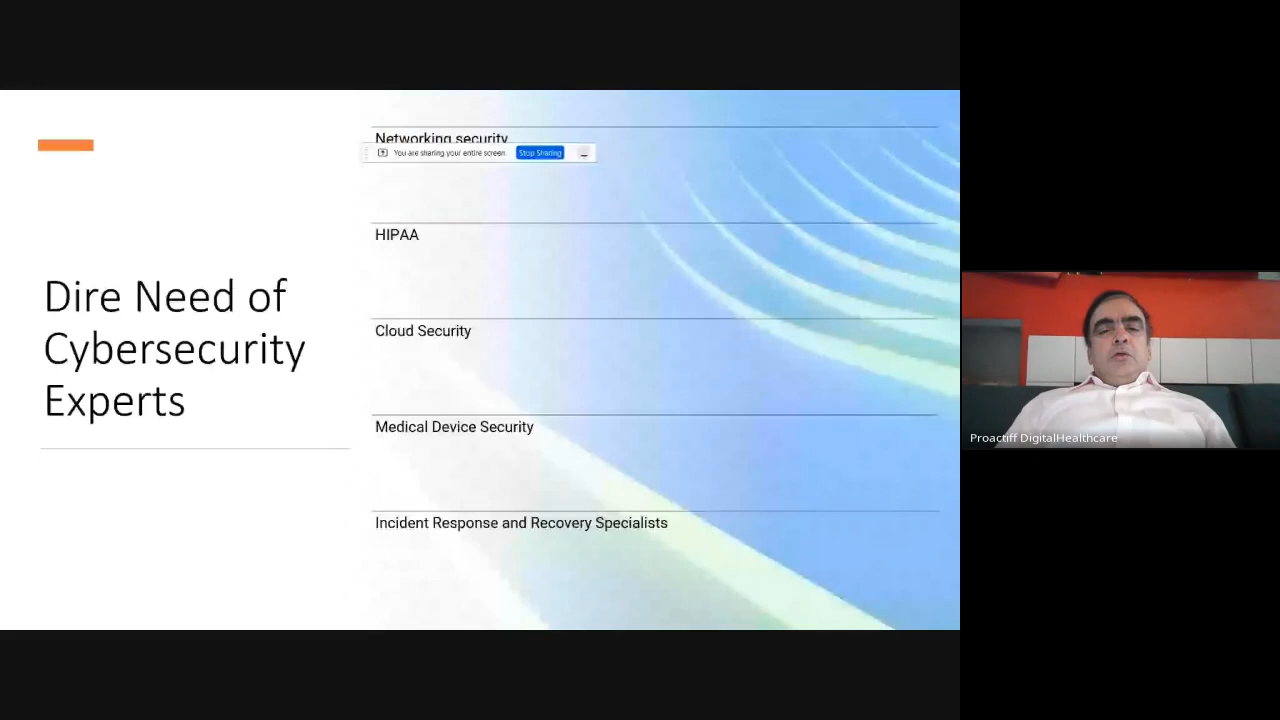 Dire Need of
Cybersecurity
Experts
Networking security
You are sharing your entire screen.
Stop Sharing
HIPAA
Cloud Security
Medical Device Security
Incident Response and Recovery Specialists
Proactiff DigitalHealthcare